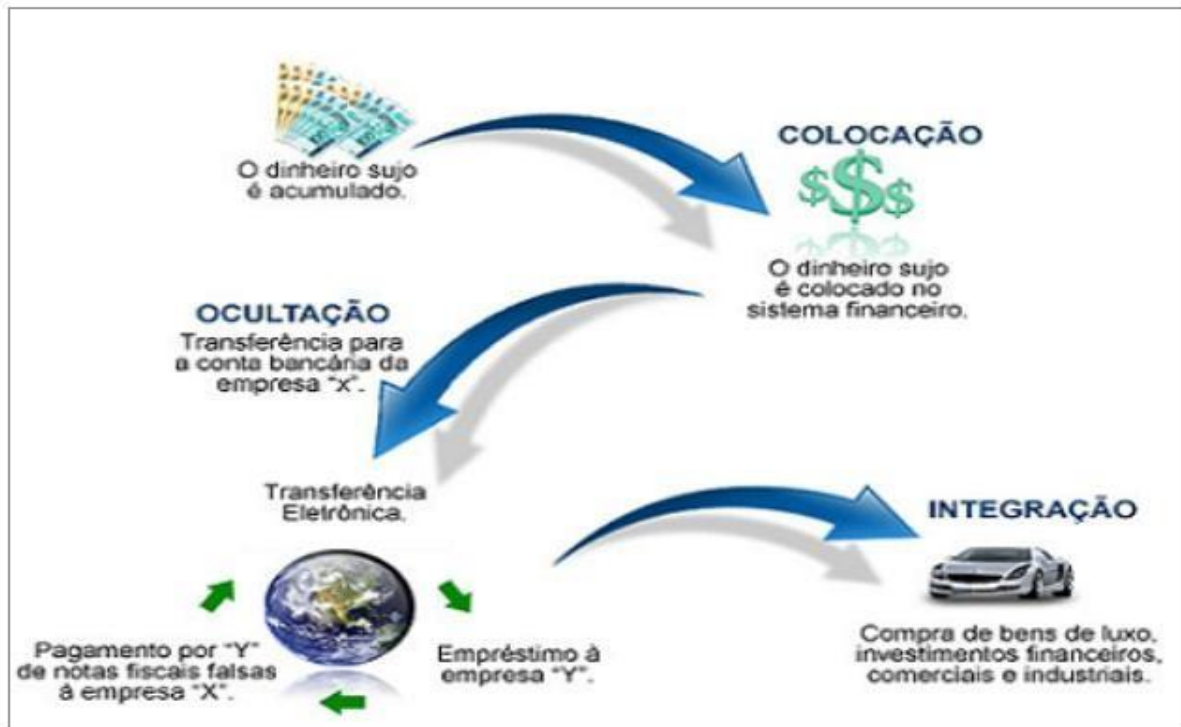 O dinheiro sujo
é acumulado.
COLOCAÇÃO
$$$
O dinheiro sujo
é colocado no
sistema financeiro.
OCULTAÇÃO
Transferência para
a conta bancária da
empresa “x”.
Transferência
Eletrônica.
Empréstimo à
empresa “Y”.
Pagamento por “Y”
de notas fiscais falsas
à empresa “X”.
INTEGRAÇÃO
Compra de bens de luxo,
investimentos financeiros,
comerciais e industriais.